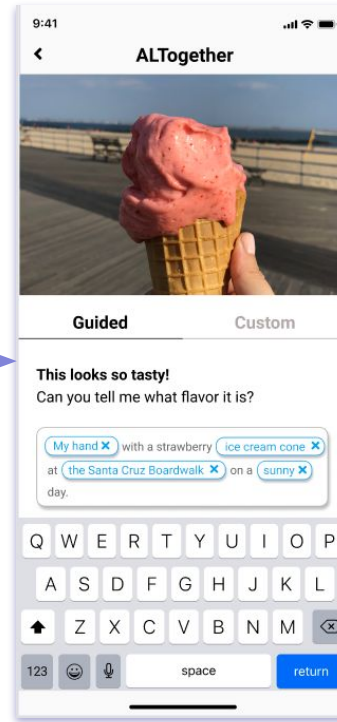 9:41
ALTogether
Guided Custom
This looks so tasty!
Can you tell me what flavor it is?
My hand × with a strawberry ice cream cone ×
at the Santa Cruz Boardwalk × on a sunny ×
day.
Q W E R T Y U I O P
A S D F G H J K L
Z X C V B N M
123 space return